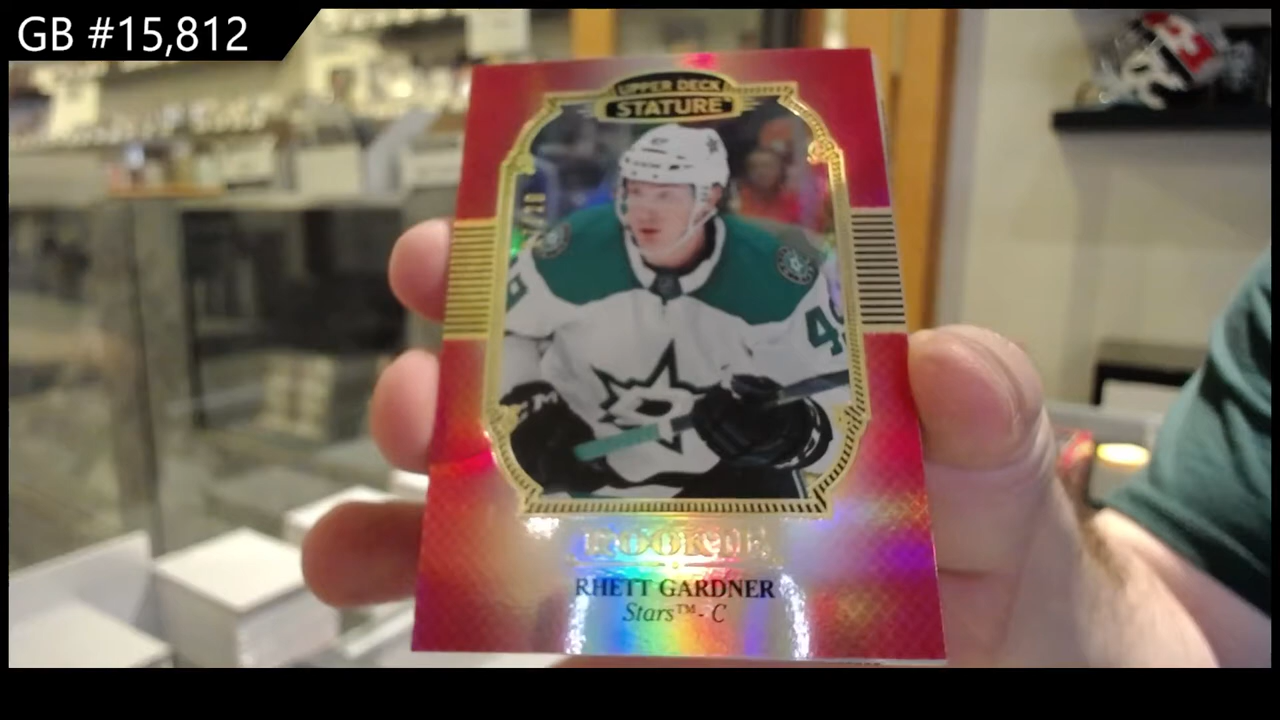 GB #15,812
UPPER DECK
STATURE
ROOKIE
RHETT GARDNER
Stars™- C